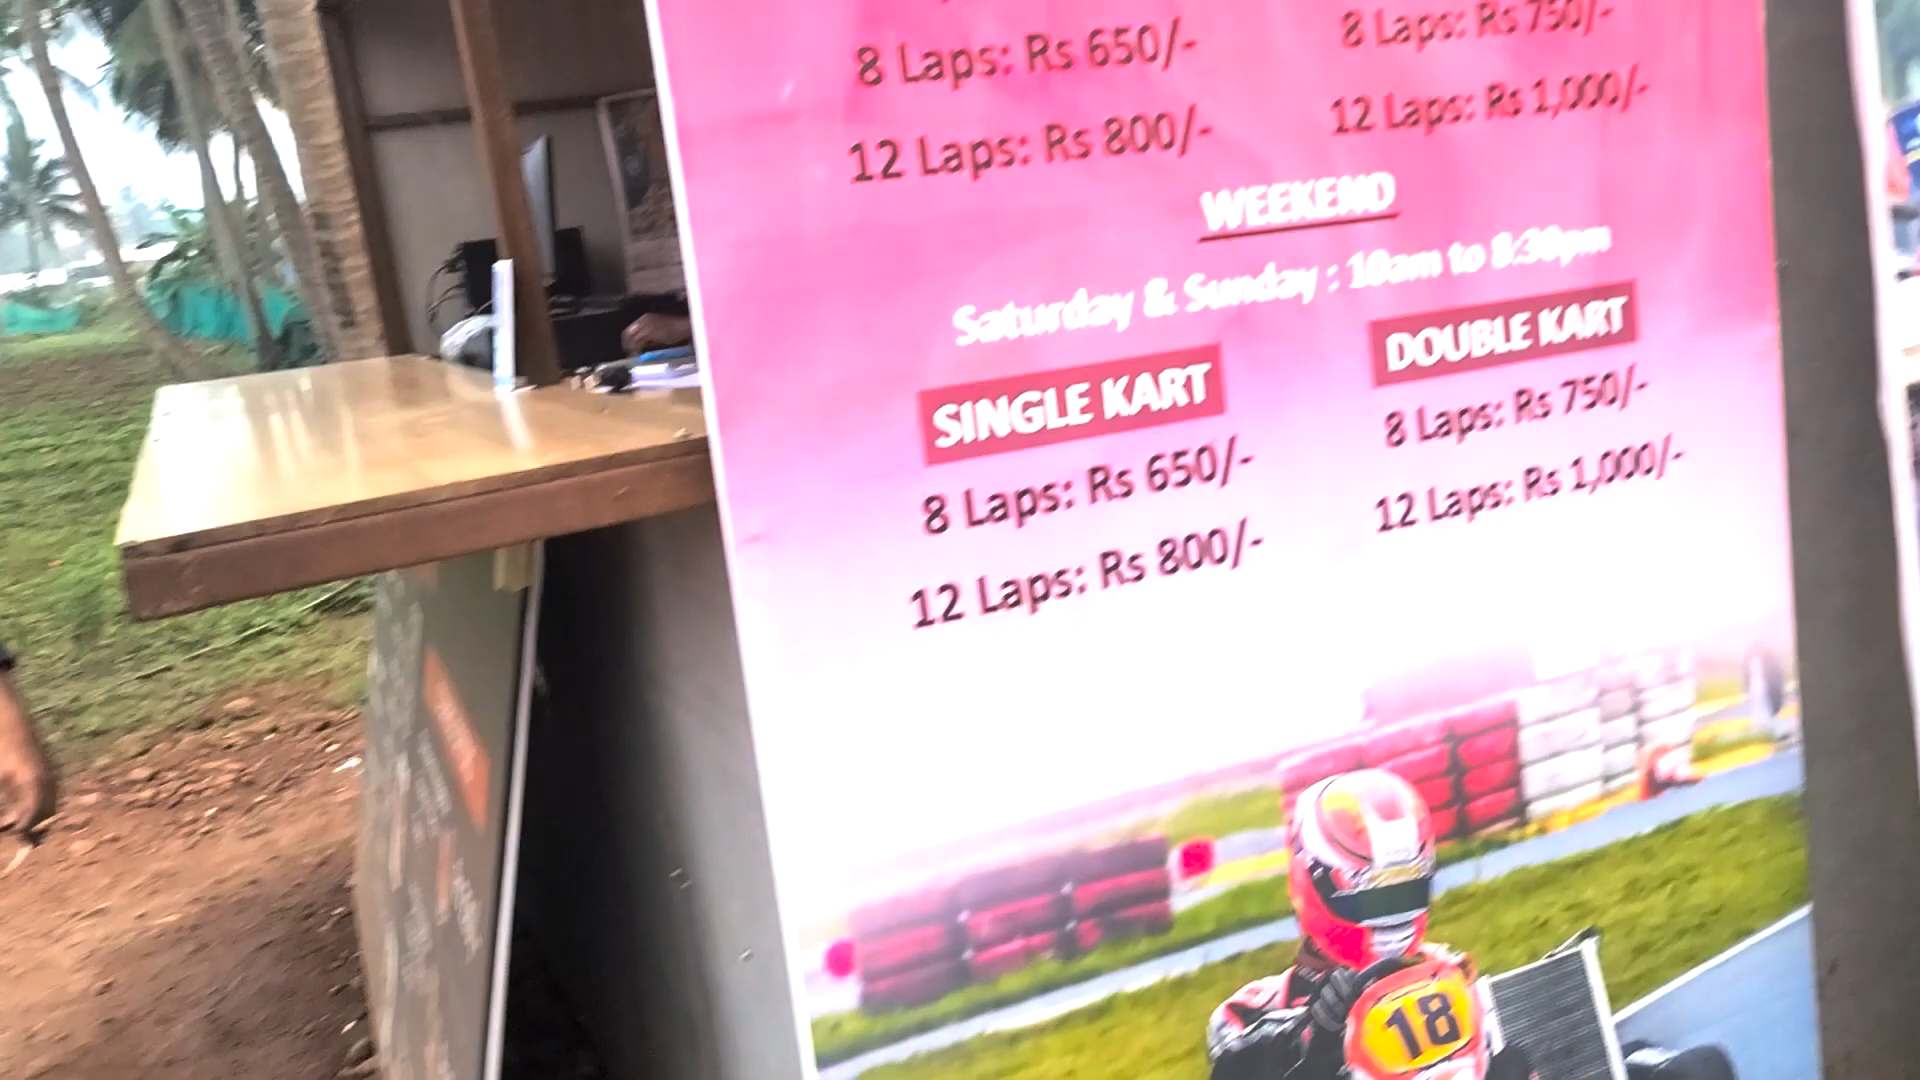 8 Laps: Rs 650/-
8 Laps: Rs 750/-
12 Laps: Rs 800/-
12 Laps: Rs 1,000/-
WEEKEND
Saturday & Sunday : 10am to 8:30pm
SINGLE KART
DOUBLE KART
8 Laps: Rs 650/-
8 Laps: Rs 750/-
12 Laps: Rs 800/-
12 Laps: Rs 1,000/-
18